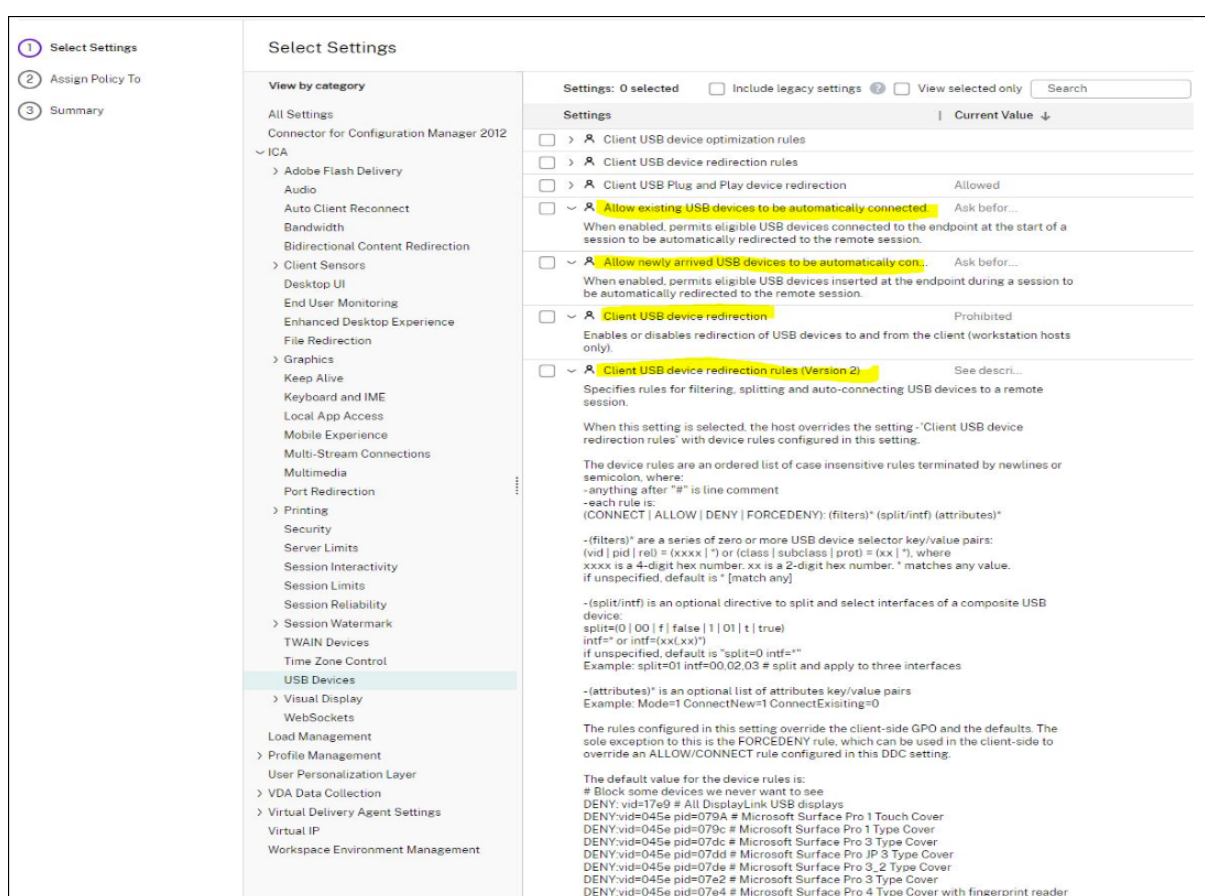 1 Select Settings
2 Assign Policy To
3 Summary
Select Settings
View by category
All Settings
Connector for Configuration Manager 2012
ICA
Adobe Flash Delivery
Audio
Auto Client Reconnect
Bandwidth
Bidirectional Content Redirection
Client Sensors
Desktop UI
End User Monitoring
Enhanced Desktop Experience
File Redirection
Graphics
Keep Alive
Keyboard and IME
Local App Access
Mobile Experience
Multi-Stream Connections
Multimedia
Port Redirection
Printing
Security
Server Limits
Session Interactivity
Session Limits
Session Reliability
Session Watermark
TWAIN Devices
Time Zone Control
USB Devices
Visual Display
WebSockets
Load Management
Profile Management
User Personalization Layer
VDA Data Collection
Virtual Delivery Agent Settings
Virtual IP
Workspace Environment Management
Settings: 0 selected Include legacy settings ? View selected only Search
Settings | Current Value ↓
Client USB device optimization rules
Client USB device redirection rules
Client USB Plug and Play device redirection Allowed
Allow existing USB devices to be automatically connected. Ask befor...
When enabled, permits eligible USB devices connected to the endpoint at the start of a
session to be automatically redirected to the remote session.
Allow newly arrived USB devices to be automatically con... Ask befor...
When enabled, permits eligible USB devices inserted at the endpoint during a session to
be automatically redirected to the remote session.
Client USB device redirection Prohibited
Enables or disables redirection of USB devices to and from the client (workstation hosts
only).
Client USB device redirection rules (Version 2) See descri...
Specifies rules for filtering, splitting and auto-connecting USB devices to a remote
session.
When this setting is selected, the host overrides the setting - 'Client USB device
redirection rules' with device rules configured in this setting.
The device rules are an ordered list of case insensitive rules terminated by newlines or
semicolon, where:
- anything after "#" is line comment
- each rule is:
(CONNECT | ALLOW | DENY | FORCEDENY): (filters)* (split/intf) (attributes)*
- (filters)* are a series of zero or more USB device selector key/value pairs:
(vid | pid | rel) = (xxxx | *) or (class | subclass | prot) = (xx | *), where
xxxx is a 4-digit hex number. xx is a 2-digit hex number. * matches any value.
if unspecified, default is * [match any]
- (split/intf) is an optional directive to split and select interfaces of a composite USB
device:
split=(0 | 00 | f | false | 1 | 01 | t | true)
intf=* or intf=(xx(,xx)*)
if unspecified, default is "split=0 intf=*"
Example: split=01 intf=00,02,03 # split and apply to three interfaces
- (attributes)* is an optional list of attributes key/value pairs
Example: Mode=1 ConnectNew=1 ConnectExisiting=0
The rules configured in this setting override the client-side GPO and the defaults. The
sole exception to this is the FORCEDENY rule, which can be used in the client-side to
override an ALLOW/CONNECT rule configured in this DDC setting.
The default value for the device rules is:
# Block some devices we never want to see
DENY: vid=17e9 # All DisplayLink USB displays
DENY:vid=045e pid=079A # Microsoft Surface Pro 1 Touch Cover
DENY:vid=045e pid=079c # Microsoft Surface Pro 1 Type Cover
DENY:vid=045e pid=07dc # Microsoft Surface Pro 3 Type Cover
DENY:vid=045e pid=07dd # Microsoft Surface Pro JP 3 Type Cover
DENY:vid=045e pid=07de # Microsoft Surface Pro 3_2 Type Cover
DENY:vid=045e pid=07e2 # Microsoft Surface Pro 3 Type Cover
DENY:vid=045e pid=07e4 # Microsoft Surface Pro 4 Type Cover with fingerprint reader